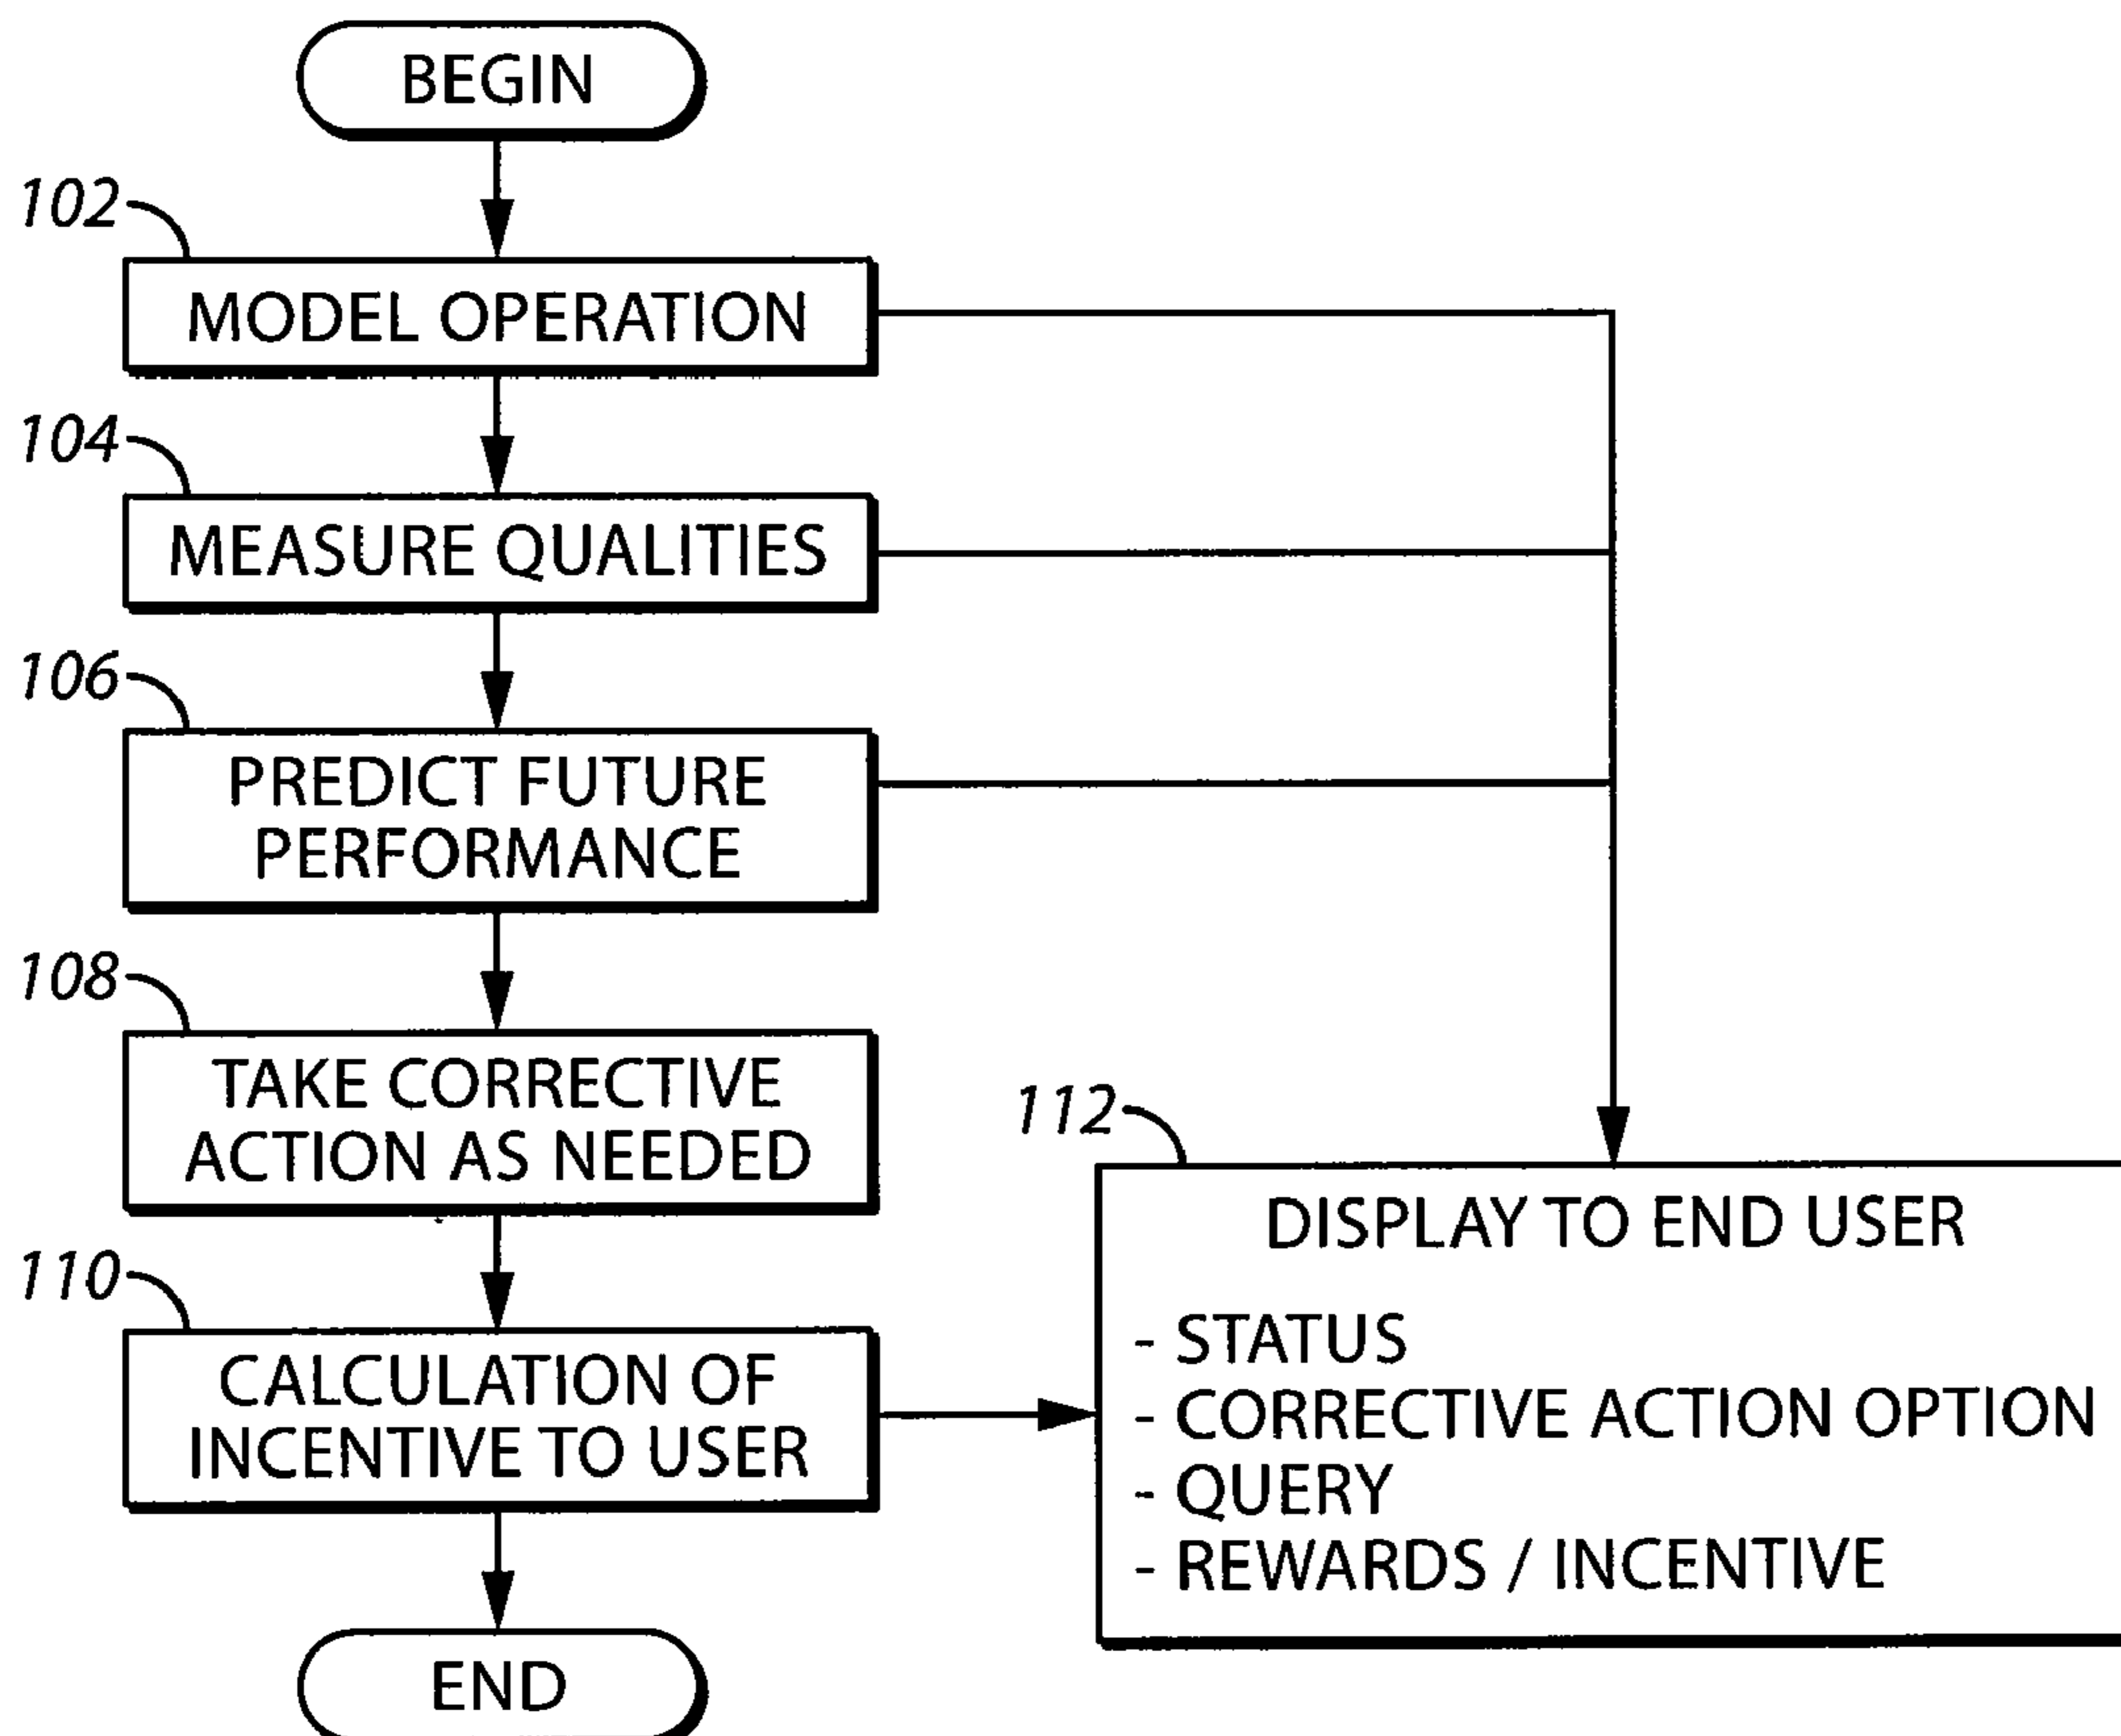 BEGIN
102
MODEL OPERATION
104
MEASURE QUALITIES
106
PREDICT FUTURE
PERFORMANCE
108
TAKE CORRECTIVE
ACTION AS NEEDED
110
CALCULATION OF
INCENTIVE TO USER
END
112
DISPLAY TO END USER
- STATUS
- CORRECTIVE ACTION OPTION
- QUERY
- REWARDS / INCENTIVE